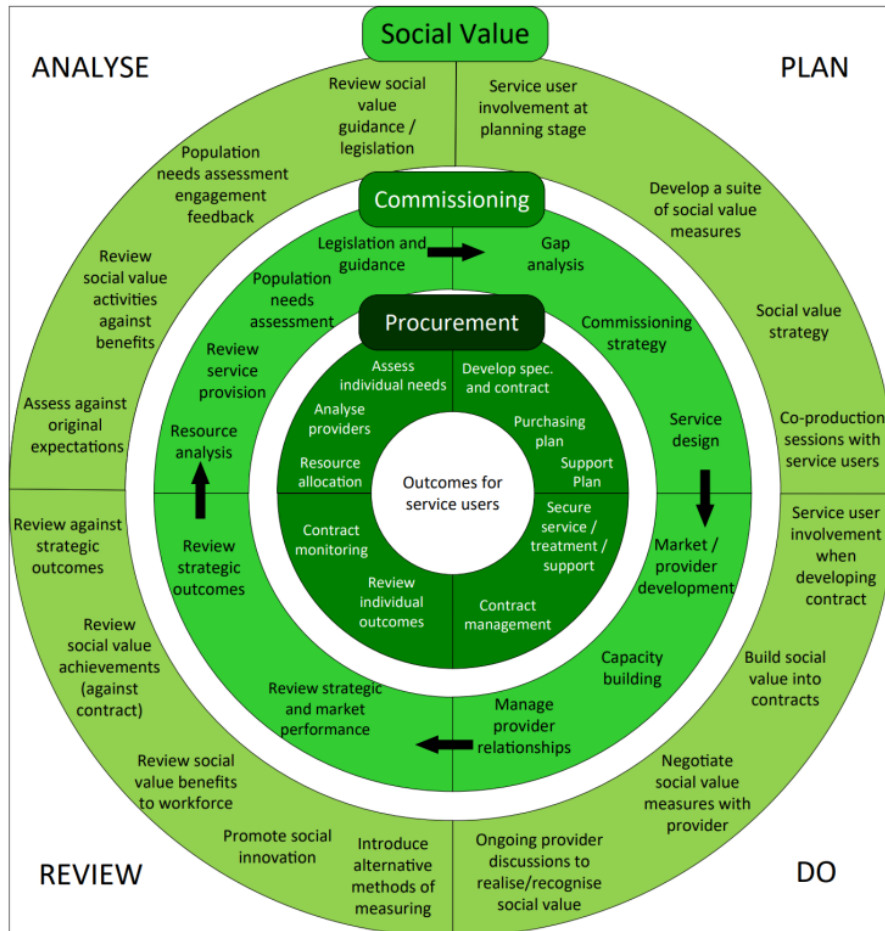 Social Value
ANALYSE
PLAN
Review social
value
guidance /
legislation
Service user
involvement at
planning stage
Population
needs assessment
engagement
feedback
Develop a suite
of social value
measures
Review
social value
activities
against
benefits
Social value
strategy
Assess against
original
expectations
Co-production
sessions with
service users
Commissioning
Legislation and
guidance
Gap
analysis
Population
needs
assessment
Commissioning
strategy
Review
service
provision
Service
design
Resource
analysis
Procurement
Assess
individual needs
Develop spec.
and contract
Analyse
providers
Purchasing
plan
Resource
allocation
Support
Plan
Outcomes for
service users
Contract
monitoring
Secure
service /
treatment /
support
Review
individual
outcomes
Contract
management
Review
strategic
outcomes
Market /
provider
development
Capacity
building
Review strategic
and market
performance
Manage
provider
relationships
Review against
strategic
outcomes
Service user
involvement
when
developing
contract
Review
social value
achievements
(against
contract)
Build social
value into
contracts
Review social
value benefits
to workforce
Negotiate
social value
measures with
provider
Promote social
innovation
Introduce
alternative
methods of
measuring
Ongoing provider
discussions to
realise/recognise
social value
REVIEW
DO